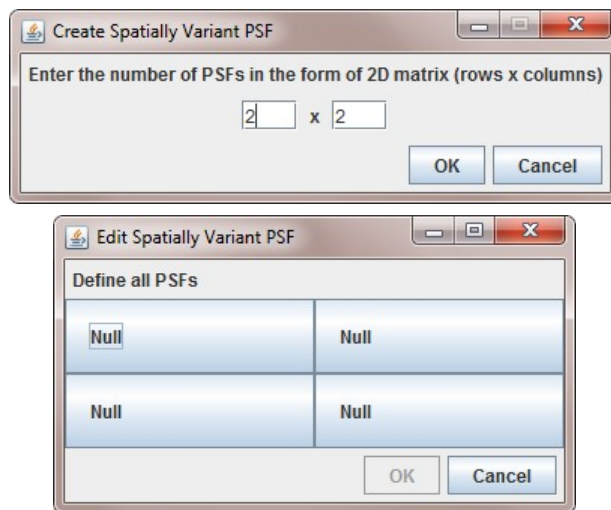 Create Spatially Variant PSF
Enter the number of PSFs in the form of 2D matrix (rows x columns)
2 x 2
OK Cancel
Edit Spatially Variant PSF
Define all PSFs
Null Null
Null Null
OK Cancel